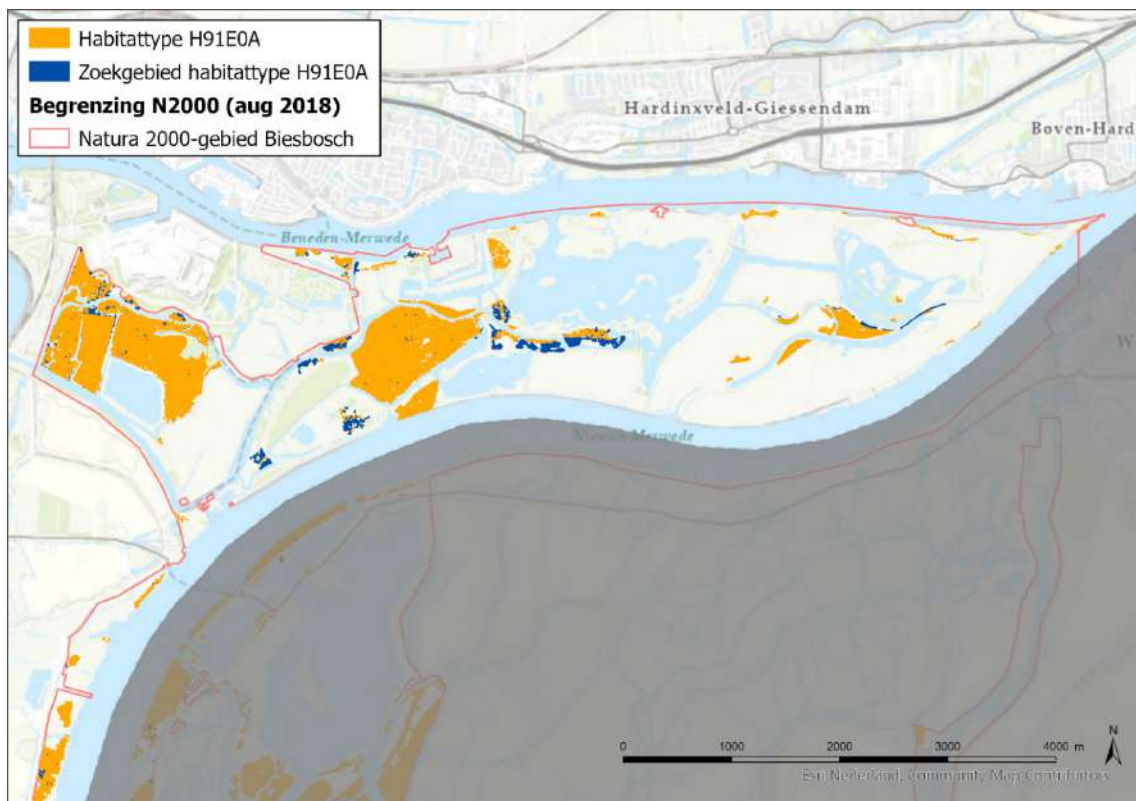 Habitattype H91E0A
Zoekgebied habitattype H91E0A
Begrenzing N2000 (aug 2018)
Natura 2000-gebied Biesbosch
Hardinxveld-Giessendam
Boven-Hard
Beneden-Merwede
W
Nieuwe Merwede
N
0 1000 2000 3000 4000 m
Esri Nederland, Community Map Contributors